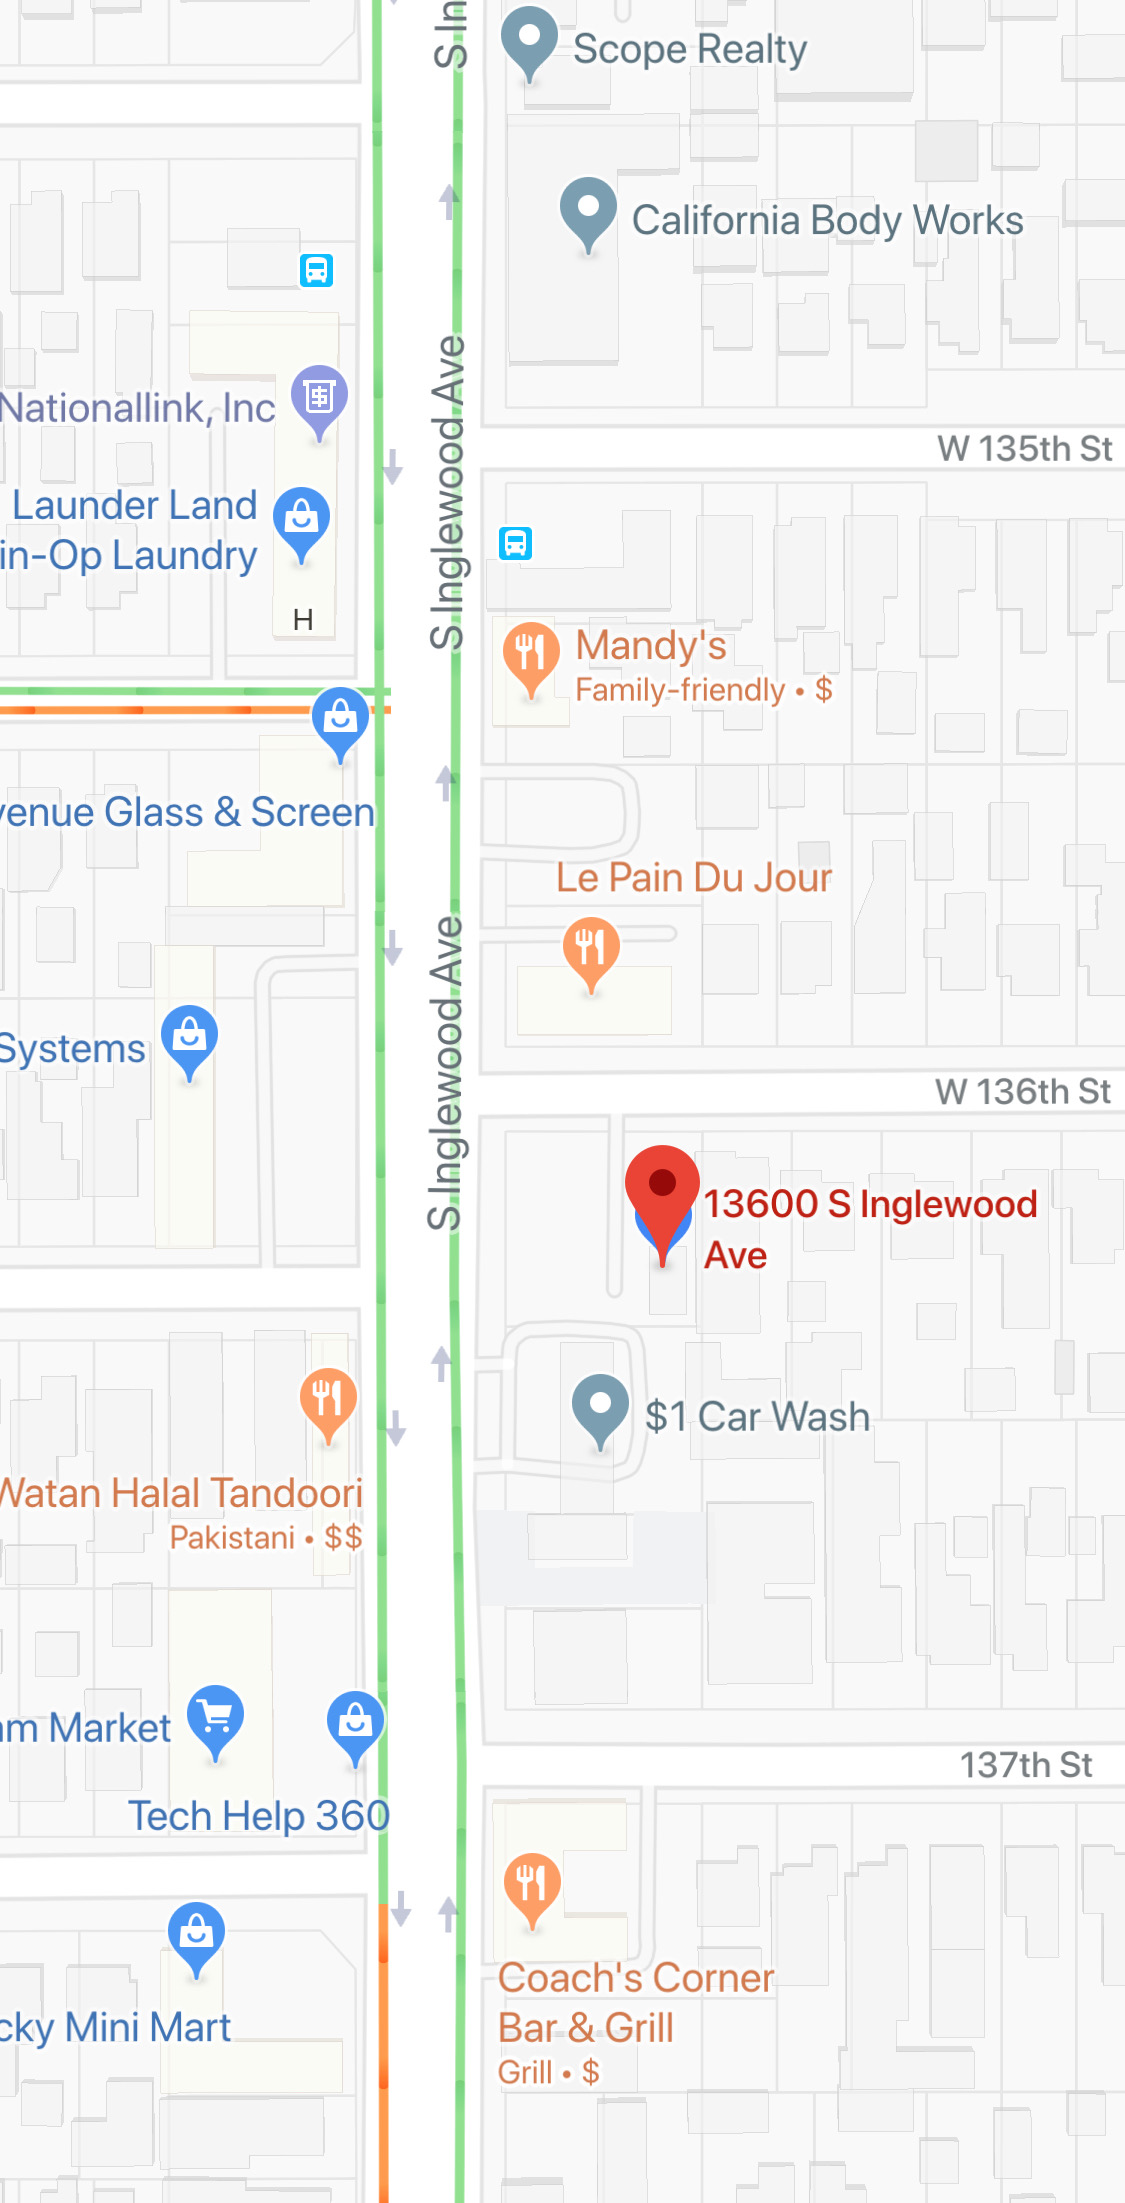 S In
Scope Realty
California Body Works
S Inglewood Ave
Nationallink, Inc
W 135th St
Launder Land
in-Op Laundry
H
Mandy's
Family-friendly • $
venue Glass & Screen
Le Pain Du Jour
S Inglewood Ave
Systems
W 136th St
13600 S Inglewood
Ave
$1 Car Wash
Watan Halal Tandoori
Pakistani • $$
am Market
137th St
Tech Help 360
Coach's Corner
Bar & Grill
Grill • $
cky Mini Mart